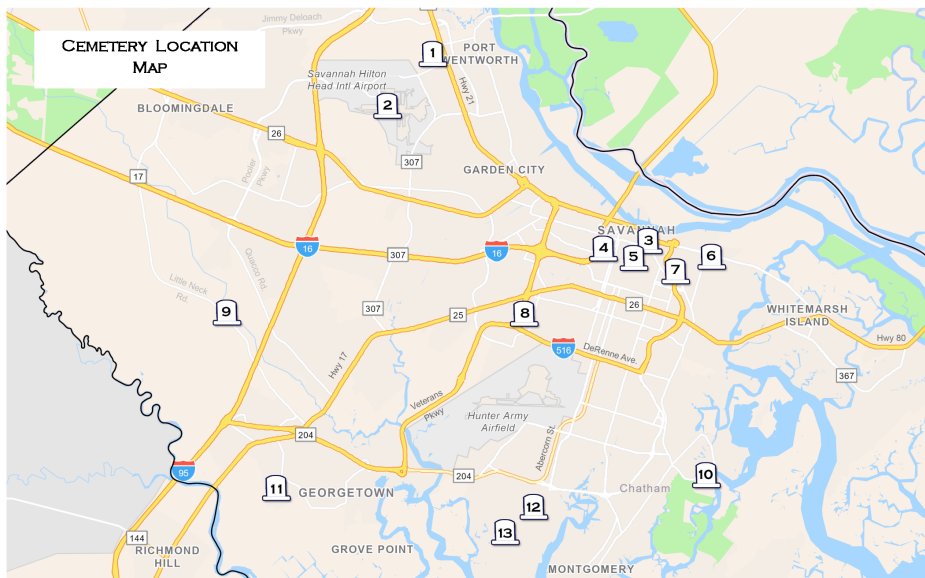 CEMETERY LOCATION
MAP
Jimmy Deloach
Pkwy
1
PORT
WENTWORTH
Savannah Hilton
Head Intl Airport
Hwy 21
2
BLOOMINGDALE
26
307
17
Pooler
Pkwy
GARDEN CITY
SAVANNAH
16
307
16
4
3
5
6
7
Quacco Rd.
Little Neck
Rd.
9
307
25
8
26
WHITEMARSH
ISLAND
Hwy 80
516
DeRenne Ave.
367
Hwy 17
Veterans
Pkwy
Hunter Army
Airfield
Abercorn St.
204
95
204
10
11
GEORGETOWN
Chatham
12
13
144
RICHMOND
HILL
GROVE POINT
MONTGOMERY